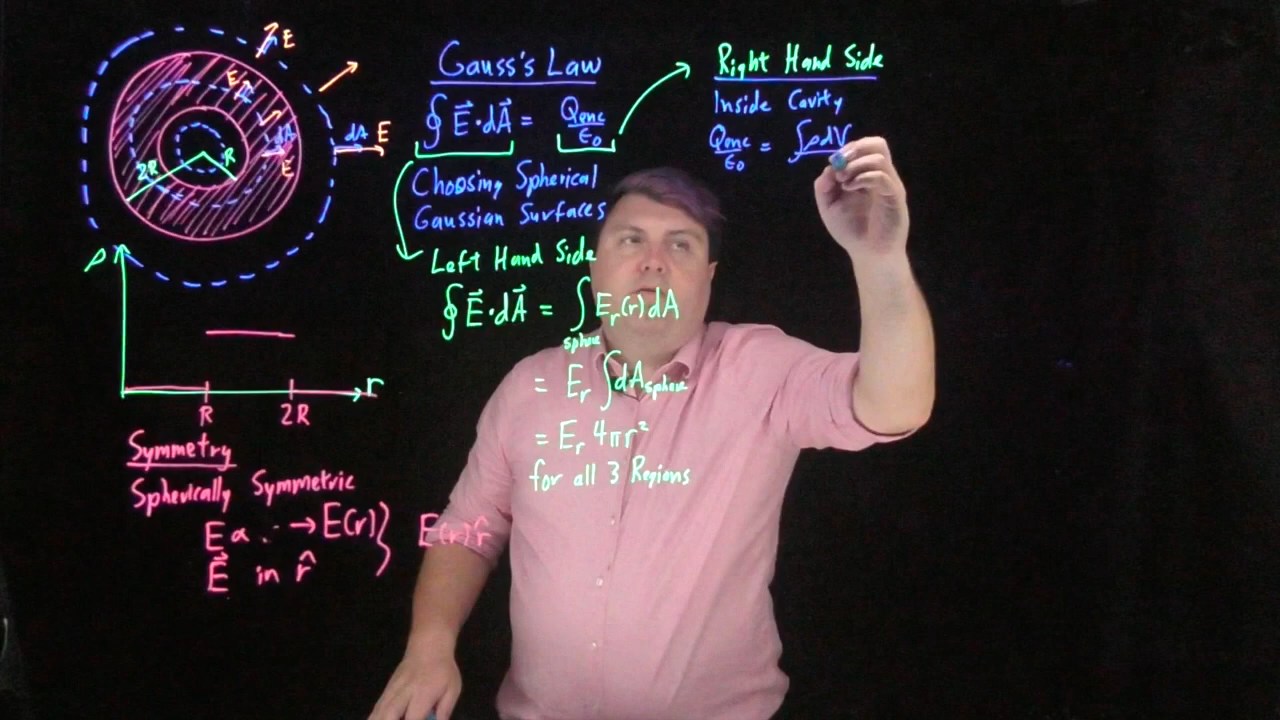 E
E
dA
E
dA
E
2R
R
ρ
r
R
2R
Symmetry
Spherically Symmetric
E ∝ ∴ → E(r)} E(r)r̂
E⃗ in r̂
Gauss's Law
∮ E⃗·dA⃗ = Qenc/ε₀
Choosing Spherical
Gaussian Surfaces
Left Hand Side
∮ E⃗·dA⃗ = ∫ Eᵣ(r)dA
sphere
= Eᵣ ∫dA sphere
= Eᵣ 4πr²
for all 3 Regions
Right Hand Side
Inside Cavity
Qenc/ε₀ = ∫ρdV